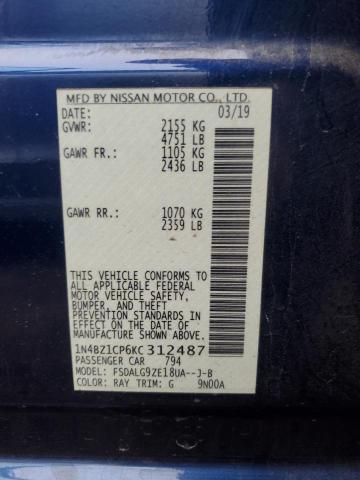 MFD BY NISSAN MOTOR CO., LTD.
DATE: 03/19
GVWR: 2155 KG
4751 LB
GAWR FR.: 1105 KG
2436 LB
GAWR RR.: 1070 KG
2359 LB
THIS VEHICLE CONFORMS TO
ALL APPLICABLE FEDERAL
MOTOR VEHICLE SAFETY,
BUMPER, AND THEFT
PREVENTION STANDARDS
IN EFFECT ON THE DATE OF
MANUFACTURE SHOWN ABOVE.
1N4BZ1CP6KC312487
PASSENGER CAR 794
MODEL: FSDALG9ZE18UA--J-B
COLOR: RAY TRIM: G 9N00A